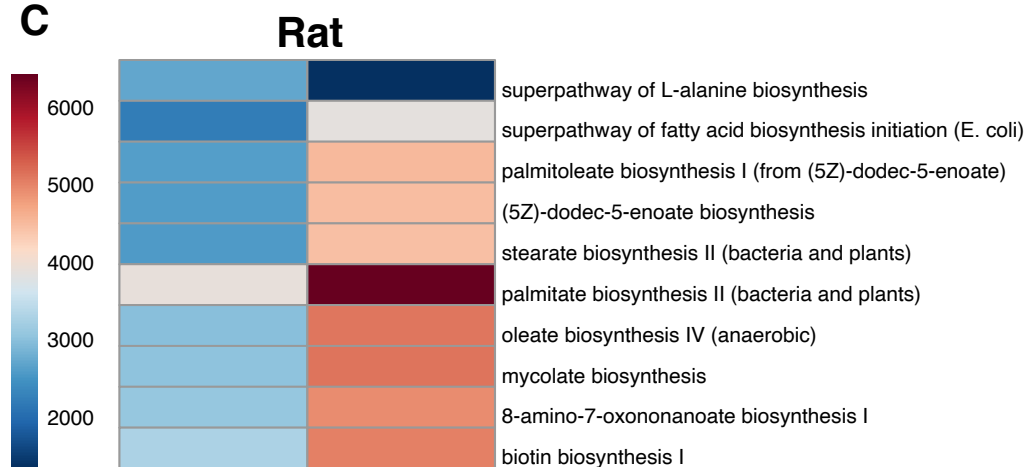 C
Rat
6000
5000
4000
3000
2000
superpathway of L-alanine biosynthesis
superpathway of fatty acid biosynthesis initiation (E. coli)
palmitoleate biosynthesis I (from (5Z)-dodec-5-enoate)
(5Z)-dodec-5-enoate biosynthesis
stearate biosynthesis II (bacteria and plants)
palmitate biosynthesis II (bacteria and plants)
oleate biosynthesis IV (anaerobic)
mycolate biosynthesis
8-amino-7-oxononanoate biosynthesis I
biotin biosynthesis I